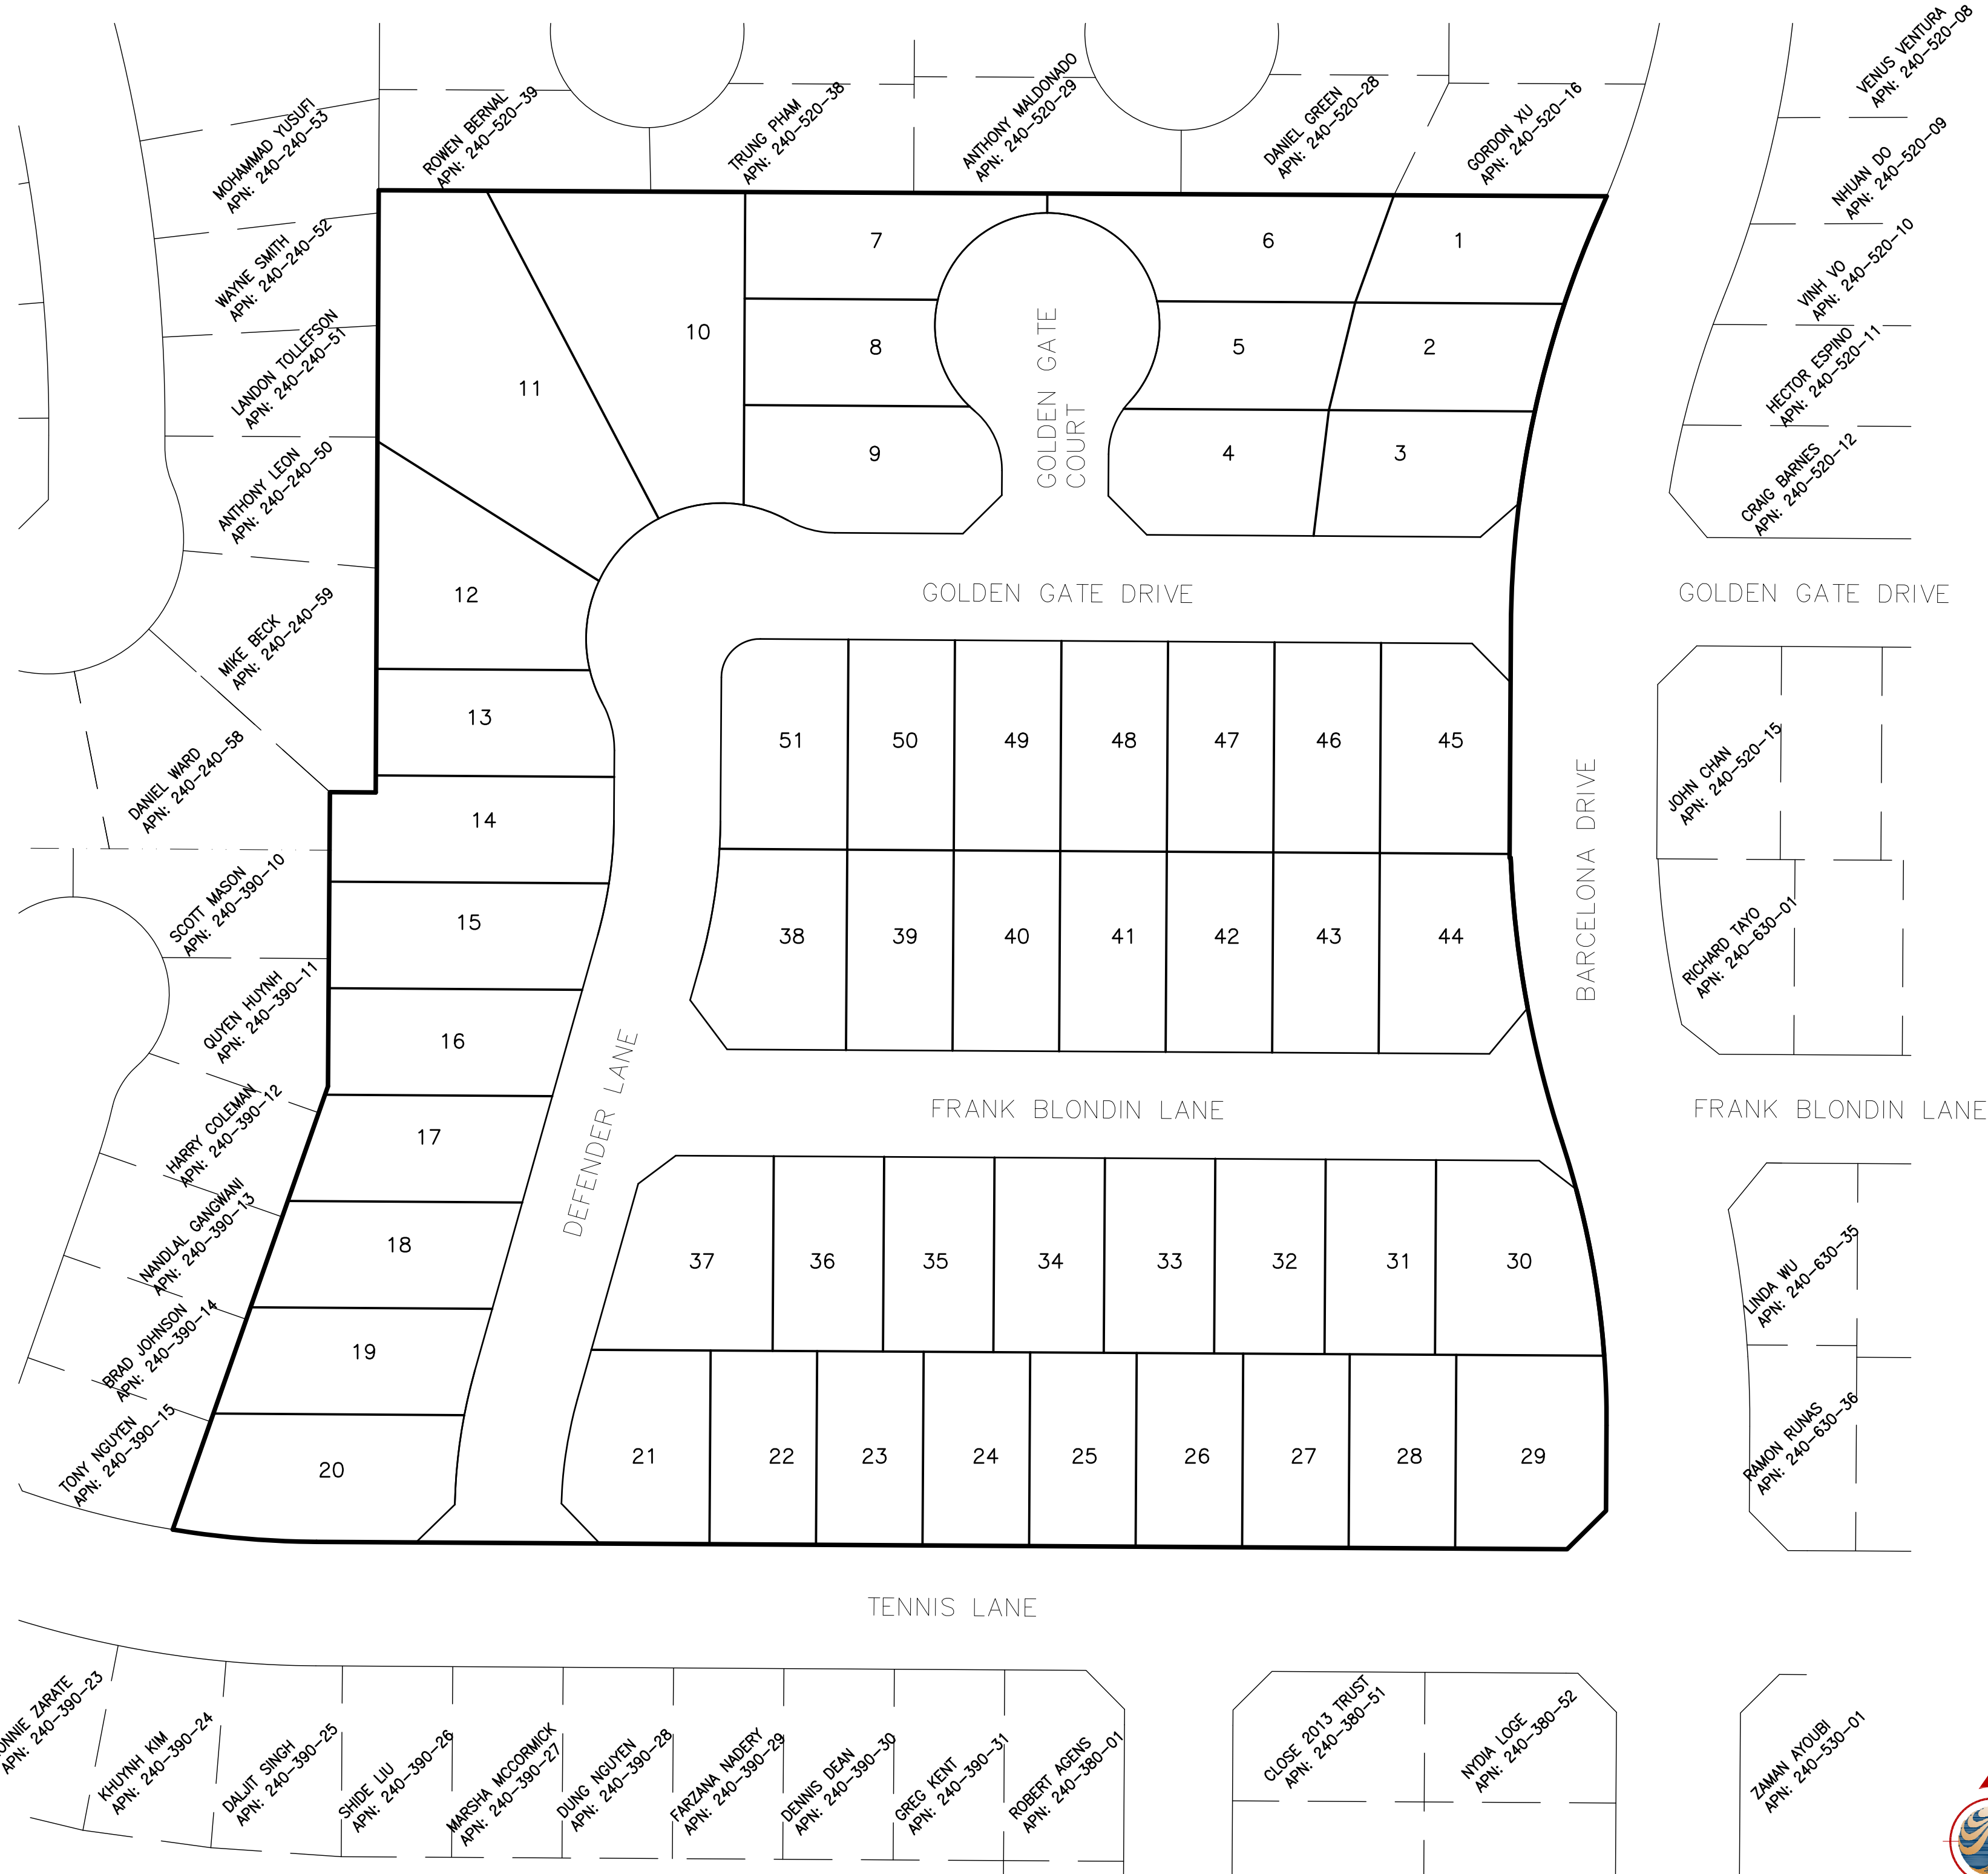 VENUS VENTURA
APN: 240-520-08
MOHAMMAD YUSUFI
APN: 240-240-53
ROWEN BERNAL
APN: 240-520-39
TRUNG PHAM
APN: 240-520-38
ANTHONY MALDONADO
APN: 240-520-29
DANIEL GREEN
APN: 240-520-28
GORDON XU
APN: 240-520-16
NHUAN DO
APN: 240-520-09
WAYNE SMITH
APN: 240-240-52
VINH VO
APN: 240-520-10
LANDON TOLLEFSON
APN: 240-240-51
HECTOR ESPINO
APN: 240-520-11
ANTHONY LEON
APN: 240-240-50
CRAIG BARNES
APN: 240-520-12
7
6
1
10
8
5
2
11
9
4
3
GOLDEN GATE
COURT
MIKE BECK
APN: 240-240-59
12
GOLDEN GATE DRIVE
GOLDEN GATE DRIVE
DANIEL WARD
APN: 240-240-58
13
51
50
49
48
47
46
45
JOHN CHAN
APN: 240-520-15
14
BARCELONA DRIVE
SCOTT MASON
APN: 240-390-10
15
38
39
40
41
42
43
44
RICHARD TAYO
APN: 240-630-01
QUYEN HUYNH
APN: 240-390-11
16
HARRY COLEMAN
APN: 240-390-12
17
DEFENDER LANE
FRANK BLONDIN LANE
FRANK BLONDIN LANE
NANDLAL GANGWANI
APN: 240-390-13
18
37
36
35
34
33
32
31
30
LINDA WU
APN: 240-630-35
BRAD JOHNSON
APN: 240-390-14
19
TONY NGUYEN
APN: 240-390-15
20
21
22
23
24
25
26
27
28
29
RAMON RUNAS
APN: 240-630-36
TENNIS LANE
ZARATE
APN: 240-390-23
KHUYNH KIM
APN: 240-390-24
DALJIT SINGH
APN: 240-390-25
SHIDE LIU
APN: 240-390-26
MARSHA MCCORMICK
APN: 240-390-27
DUNG NGUYEN
APN: 240-390-28
FARZANA NADERY
APN: 240-390-29
DENNIS DEAN
APN: 240-390-30
GREG KENT
APN: 240-390-31
ROBERT AGENS
APN: 240-380-01
CLOSE 2013 TRUST
APN: 240-380-51
NYDIA LOGE
APN: 240-380-52
ZAMAN AYOUBI
APN: 240-530-01